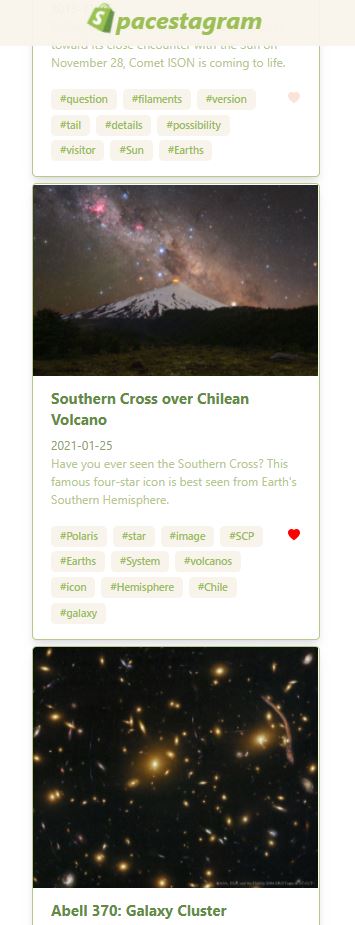 Spacestagram
toward its close encounter with the Sun on
November 28, Comet ISON is coming to life.
#question #filaments #version
#tail #details #possibility
#visitor #Sun #Earths
Southern Cross over Chilean
Volcano
2021-01-25
Have you ever seen the Southern Cross? This
famous four-star icon is best seen from Earth's
Southern Hemisphere.
#Polaris #star #image #SCP
#Earths #System #volcanos
#icon #Hemisphere #Chile
#galaxy
Abell 370: Galaxy Cluster